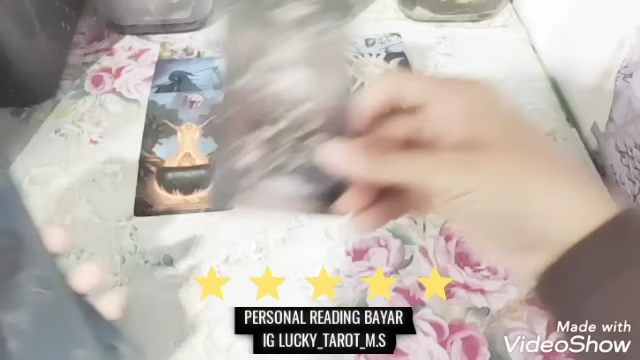 PERSONAL READING BAYAR
IG LUCKY_TAROT_M.S
Made with
VideoShow